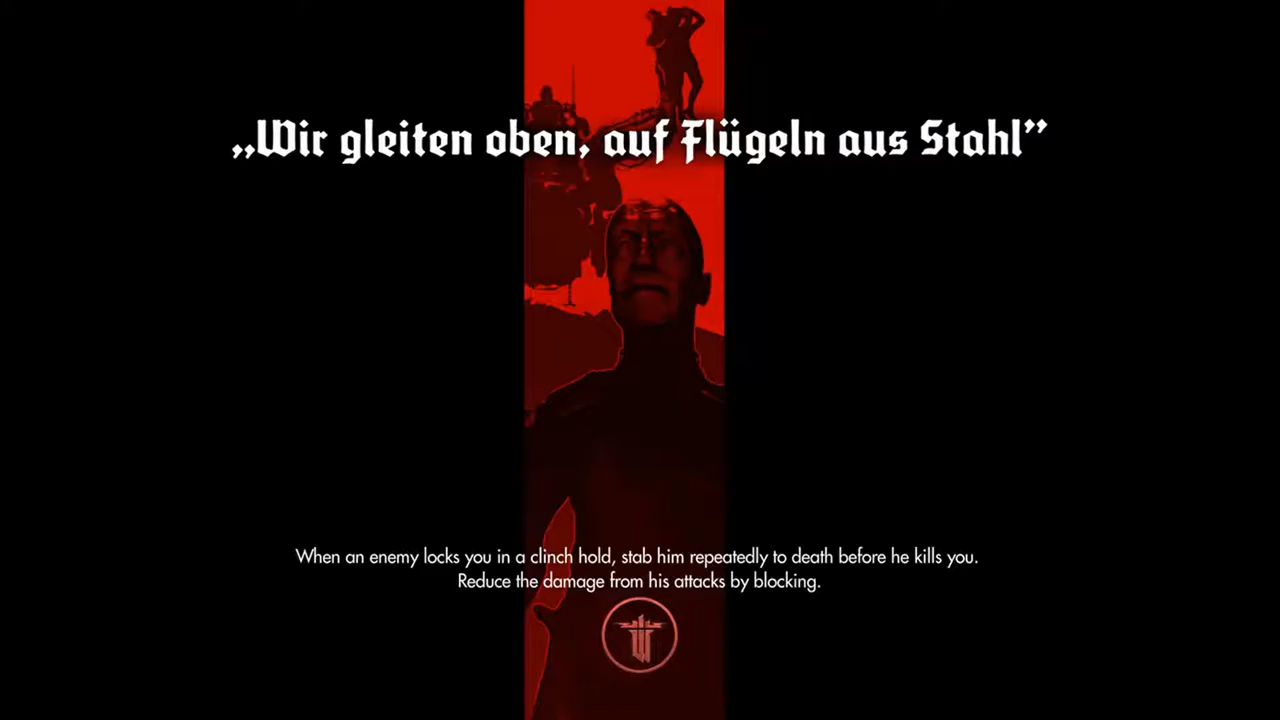 „Wir gleiten oben, auf Flügeln aus Stahl”
When an enemy locks you in a clinch hold, stab him repeatedly to death before he kills you.
Reduce the damage from his attacks by blocking.